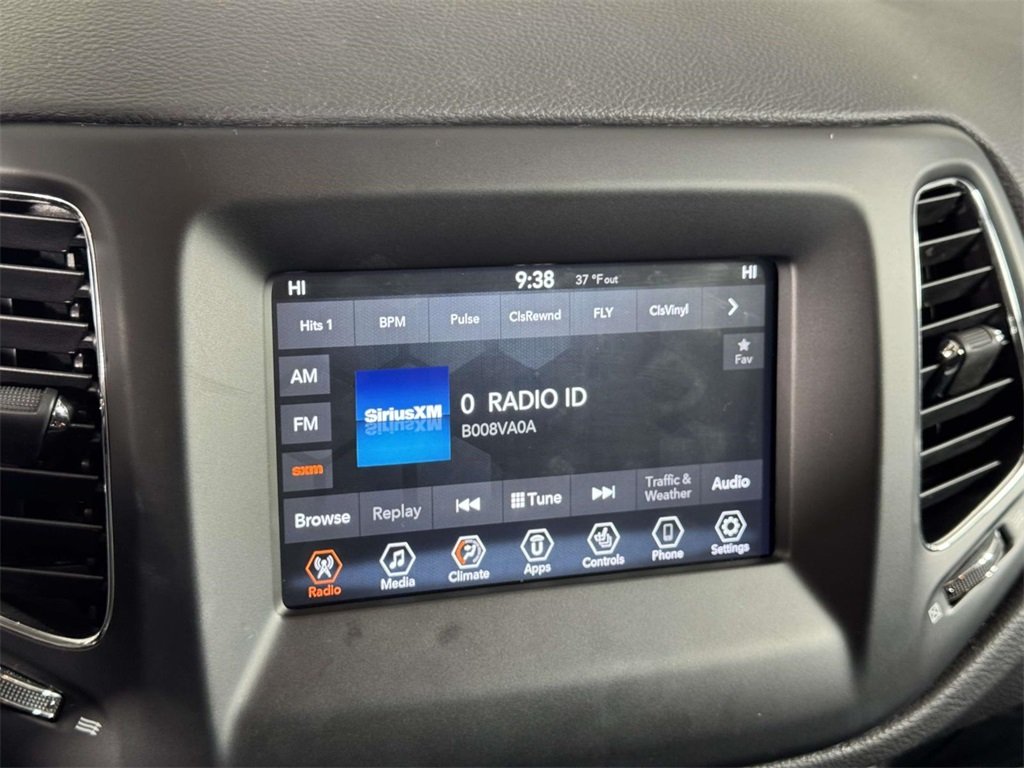 HI 9:38 37 °F out HI
Hits 1 BPM Pulse ClsRewnd FLY ClsVinyl
Fav
AM
FM
sxm
SiriusXM
0 RADIO ID
B008VA0A
Browse Replay Tune Traffic & Weather Audio
Radio Media Climate Apps Controls Phone Settings